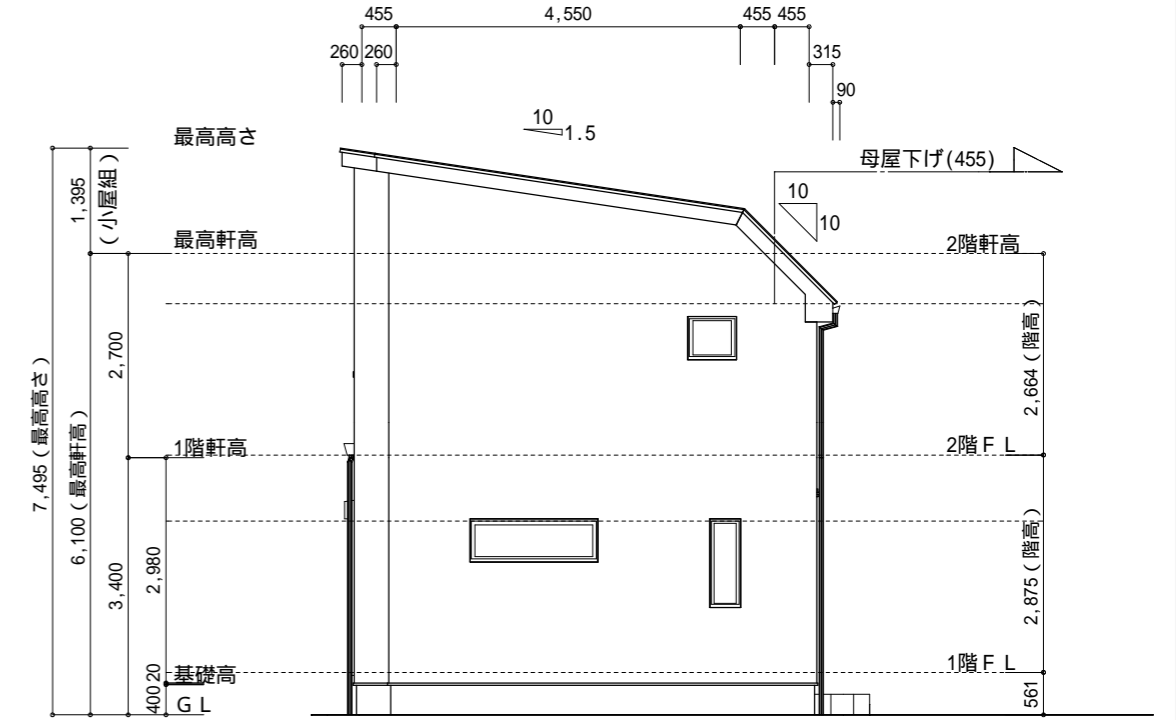 455 4,550 455 455
260 260 315
90
10
1.5
最高高さ
母屋下げ(455)
10
10
1,395
(小屋組)
最高軒高
2階軒高
2,700
2,664(階高)
7,495(最高高さ)
6,100(最高軒高)
1階軒高
2階FL
3,400
2,980
2,875(階高)
1階FL
20
基礎高
400
GL
561